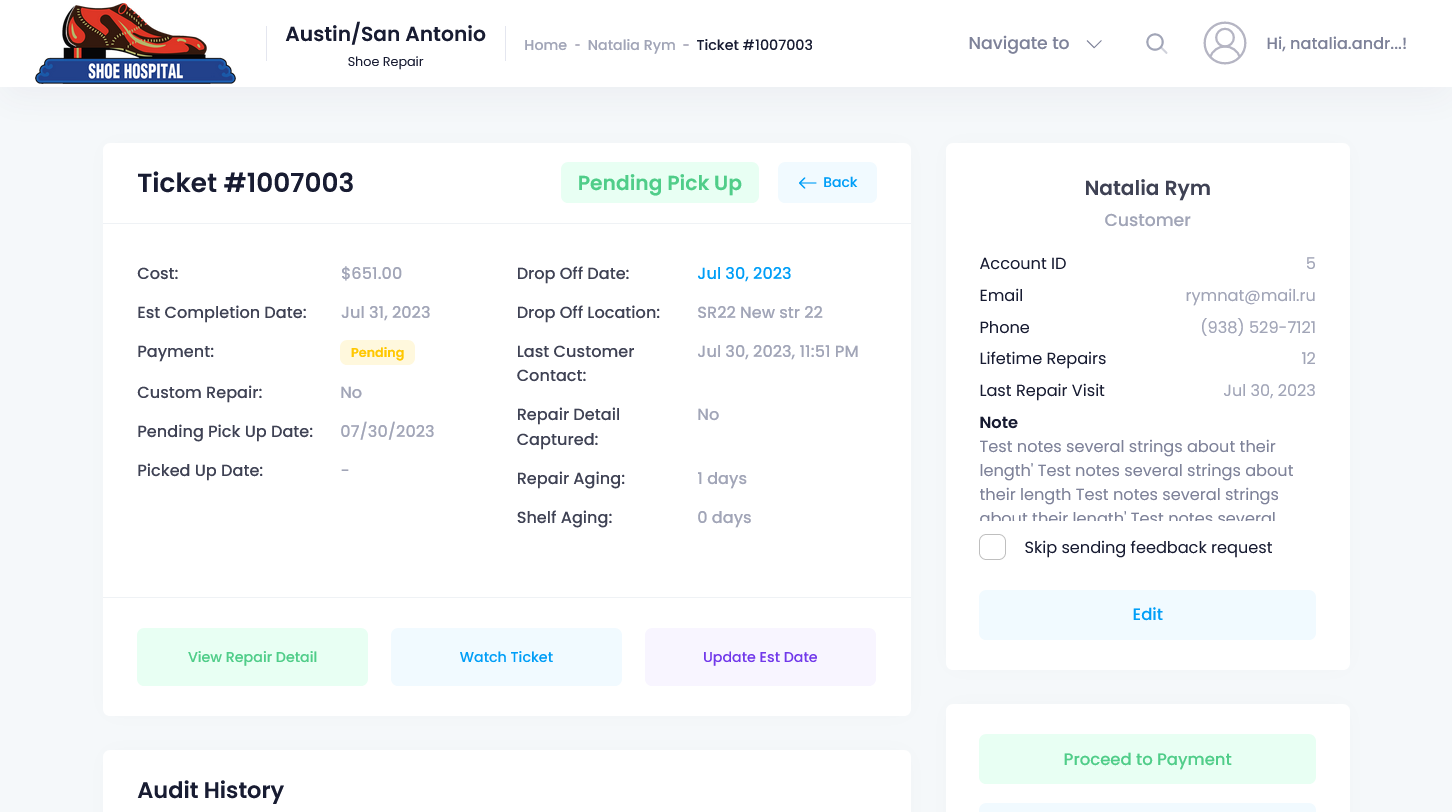 SHOE HOSPITAL
Austin/San Antonio
Shoe Repair
Home - Natalia Rym - Ticket #1007003
Navigate to
Hi, natalia.andr...!
Ticket #1007003
Pending Pick Up
Back
Cost: $651.00
Est Completion Date: Jul 31, 2023
Payment: Pending
Custom Repair: No
Pending Pick Up Date: 07/30/2023
Picked Up Date: -
Drop Off Date: Jul 30, 2023
Drop Off Location: SR22 New str 22
Last Customer Jul 30, 2023, 11:51 PM
Contact:
Repair Detail No
Captured:
Repair Aging: 1 days
Shelf Aging: 0 days
View Repair Detail
Watch Ticket
Update Est Date
Audit History
Natalia Rym
Customer
Account ID 5
Email rymnat@mail.ru
Phone (938) 529-7121
Lifetime Repairs 12
Last Repair Visit Jul 30, 2023
Note
Test notes several strings about their
length' Test notes several strings about
their length Test notes several strings
about their length' Test notes several
Skip sending feedback request
Edit
Proceed to Payment